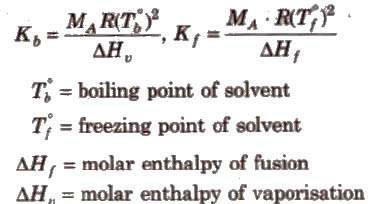 K_b = M_A R(T_b°)² / ΔH_v , K_f = M_A · R(T_f°)² / ΔH_f
T_b° = boiling point of solvent
T_f° = freezing point of solvent
ΔH_f = molar enthalpy of fusion
ΔH_v = molar enthalpy of vaporisation